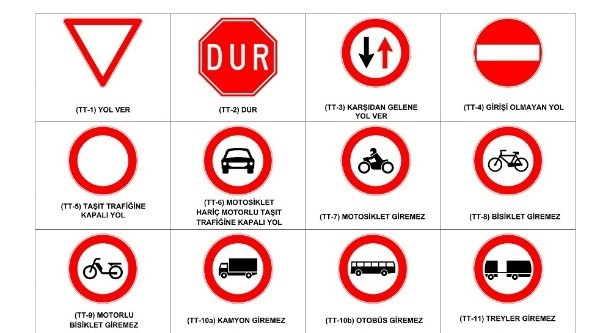 DUR
(TT-1) YOL VER
(TT-2) DUR
(TT-3) KARŞIDAN GELENE
YOL VER
(TT-4) GİRİŞİ OLMAYAN YOL
(TT-5) TAŞIT TRAFİĞİNE
KAPALI YOL
(TT-6) MOTOSİKLET
HARİÇ MOTORLU TAŞIT
TRAFİĞİNE KAPALI YOL
(TT-7) MOTOSİKLET GİREMEZ
(TT-8) BİSİKLET GİREMEZ
(TT-9) MOTORLU
BİSİKLET GİREMEZ
(TT-10a) KAMYON GİREMEZ
(TT-10b) OTOBÜS GİREMEZ
(TT-11) TREYLER GİREMEZ